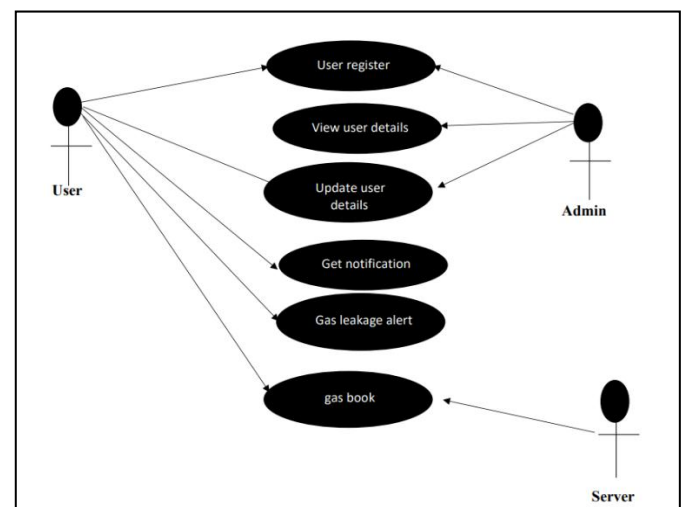 User register
View user details
User
Update user
details
Admin
Get notification
Gas leakage alert
gas book
Server